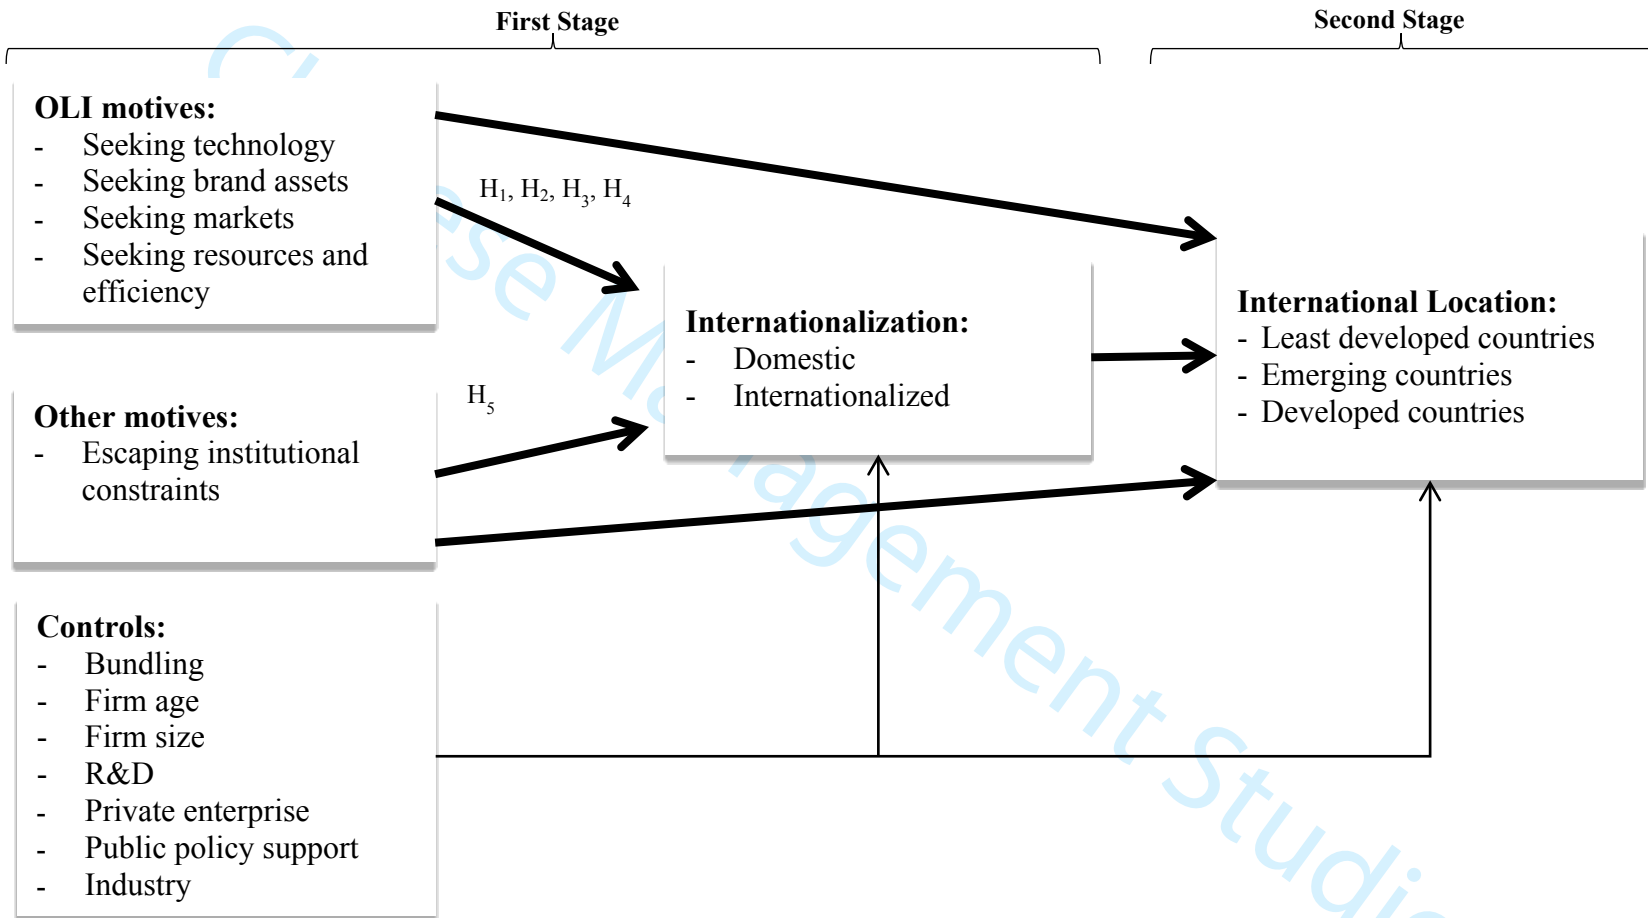 First Stage
Second Stage
OLI motives:
- Seeking technology
- Seeking brand assets
- Seeking markets
- Seeking resources and
efficiency
H1, H2, H3, H4
Internationalization:
- Domestic
- Internationalized
International Location:
- Least developed countries
- Emerging countries
- Developed countries
Other motives:
- Escaping institutional
constraints
H5
Controls:
- Bundling
- Firm age
- Firm size
- R&D
- Private enterprise
- Public policy support
- Industry
Management